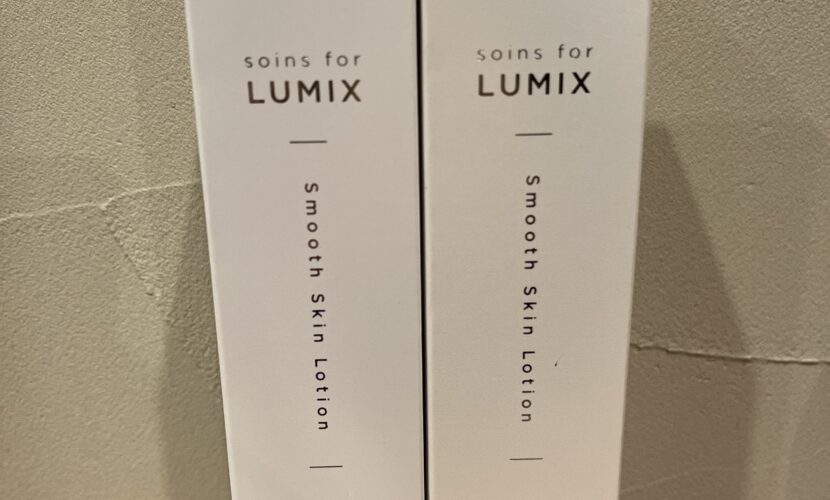 soins for
LUMIX
Smooth Skin Lotion
soins for
LUMIX
Smooth Skin Lotion